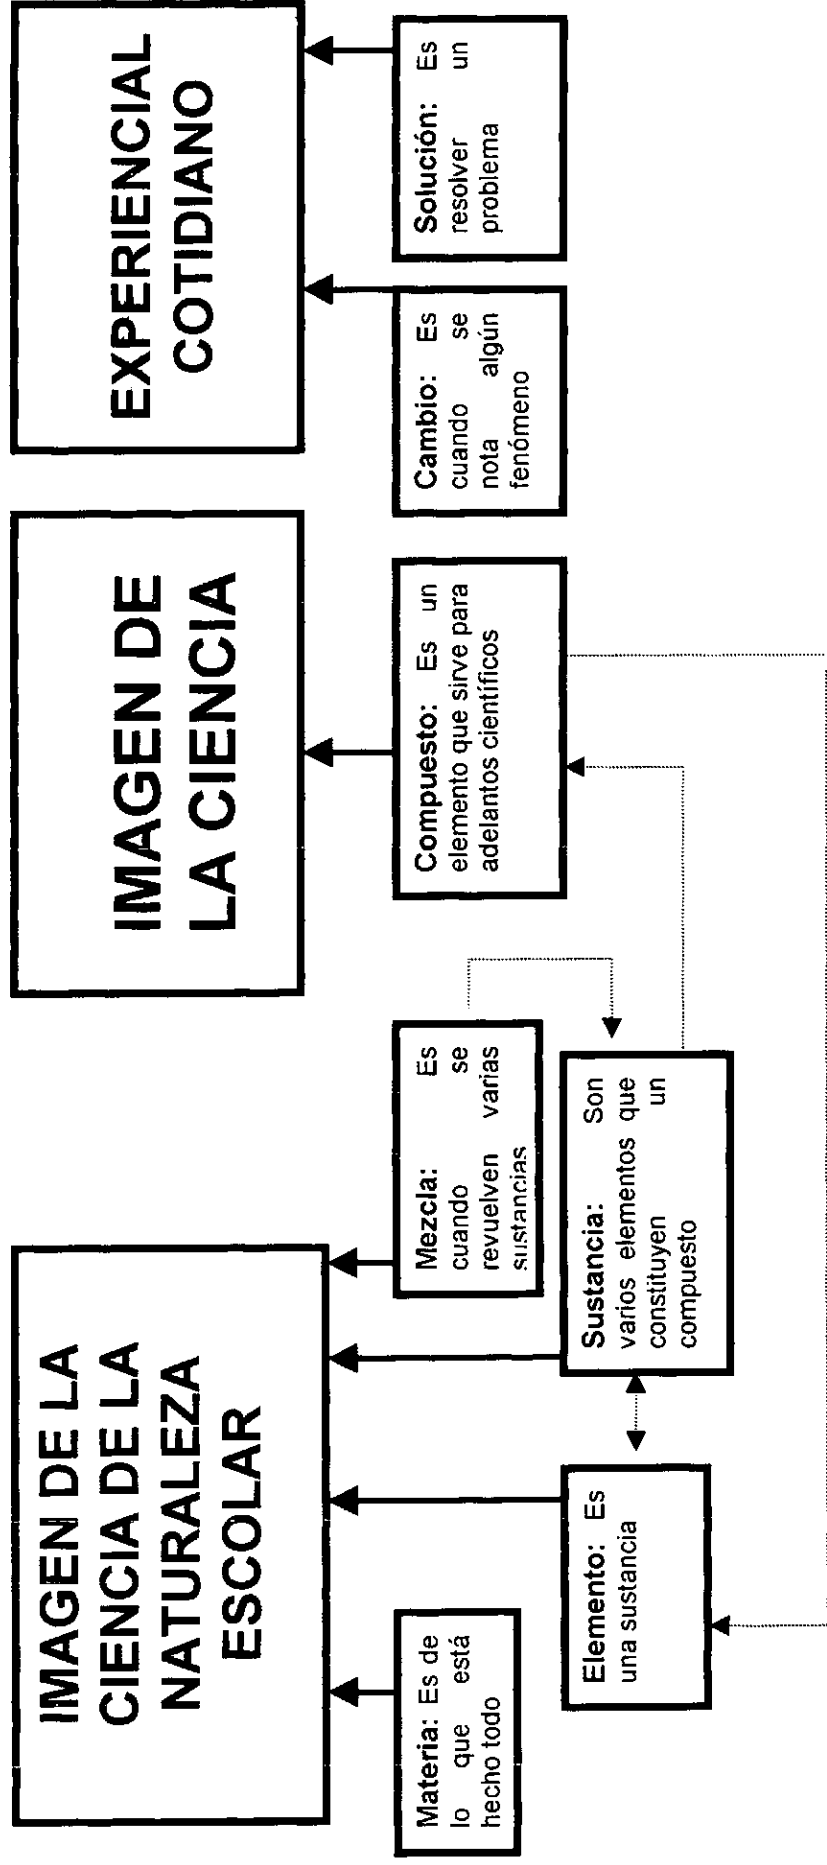 IMAGEN DE LA
CIENCIA DE LA
NATURALEZA
ESCOLAR
IMAGEN DE
LA CIENCIA
EXPERIENCIAL
COTIDIANO
Materia: Es de
lo que está
hecho todo
Mezcla: Es
cuando se
revuelven varias
sustancias
Compuesto: Es un
elemento que sirve para
adelantos científicos
Cambio: Es
cuando se
nota algún
fenómeno
Solución: Es
resolver un
problema
Elemento: Es
una sustancia
Sustancia: Son
varios elementos que
constituyen un
compuesto